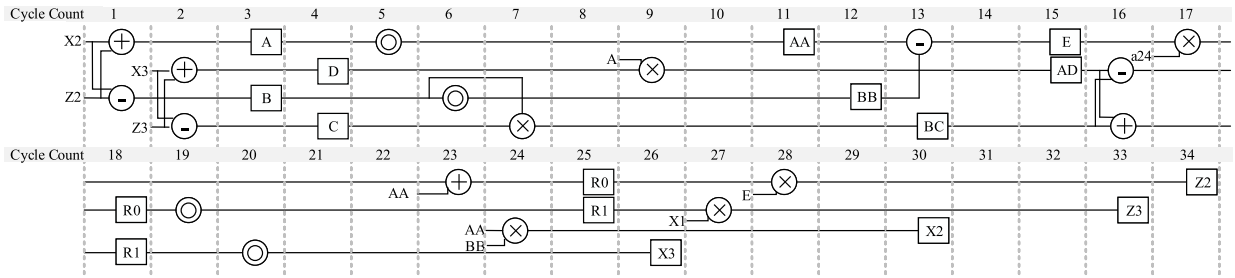 Cycle Count 1 2 3 4 5 6 7 8 9 10 11 12 13 14 15 16 17
X2 + A AA - E ×
X3 + D A × AD a24 -
Z2 - B BB
Z3 - C × BC +
Cycle Count 18 19 20 21 22 23 24 25 26 27 28 29 30 31 32 33 34
AA + R0 E × Z2
R0 R1 X1 × Z3
AA BB × X2
R1 X3